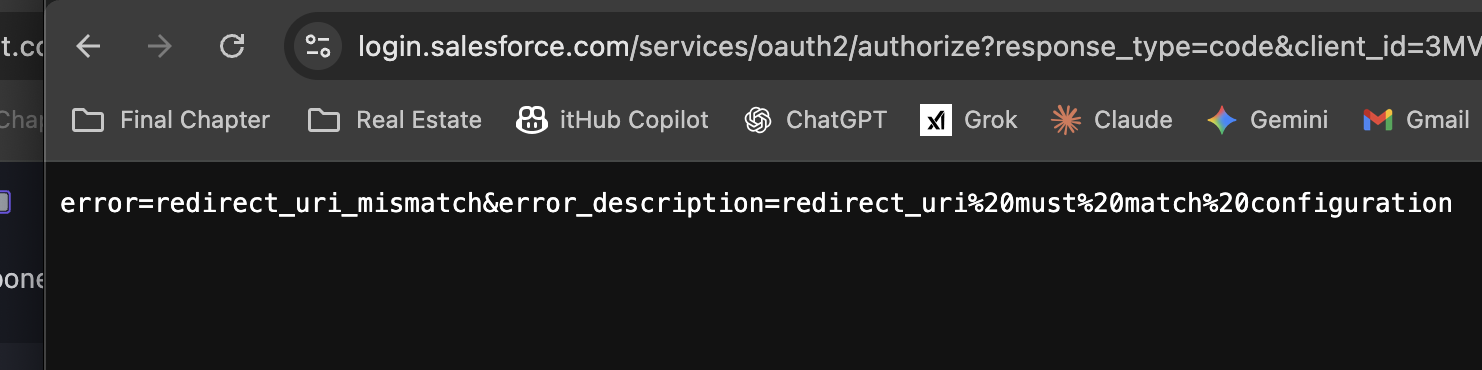 t.co
login.salesforce.com/services/oauth2/authorize?response_type=code&client_id=3MV
Chap
Final Chapter Real Estate itHub Copilot ChatGPT Grok Claude Gemini Gmail
error=redirect_uri_mismatch&error_description=redirect_uri%20must%20match%20configuration
pone